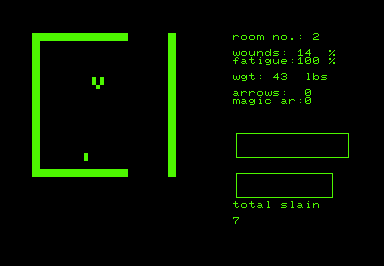 room no.: 2
wounds: 14  %
fatigue:100 %
wgt: 43  lbs
arrows:  0
magic ar:0
total slain
7